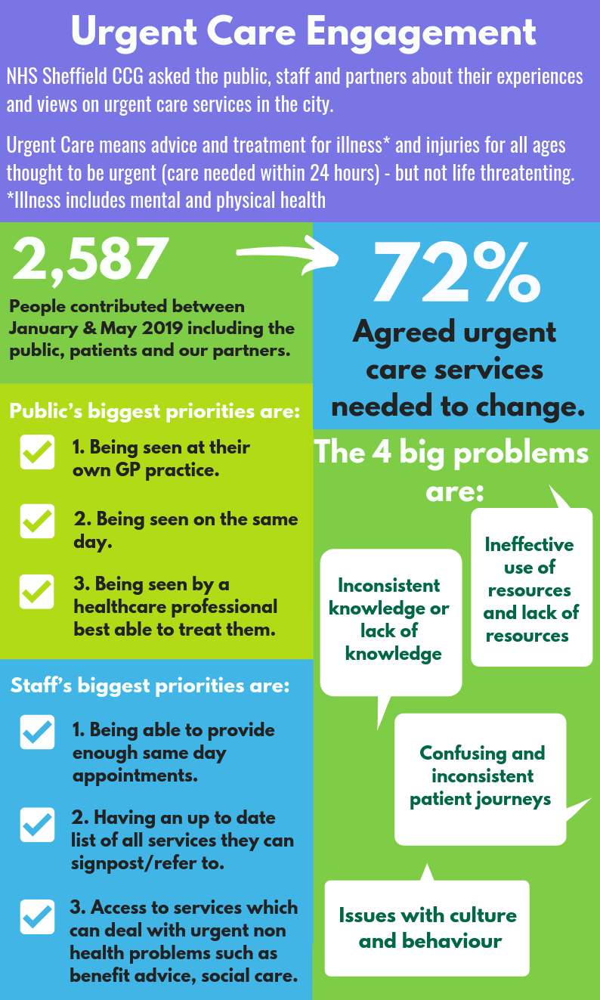 Urgent Care Engagement
NHS Sheffield CCG asked the public, staff and partners about their experiences
and views on urgent care services in the city.
Urgent Care means advice and treatment for illness* and injuries for all ages
thought to be urgent (care needed within 24 hours) - but not life threatenting.
*Illness includes mental and physical health
2,587
People contributed between
January & May 2019 including the
public, patients and our partners.
72%
Agreed urgent
care services
needed to change.
Public's biggest priorities are:
1. Being seen at their
own GP practice.
2. Being seen on the same
day.
3. Being seen by a
healthcare professional
best able to treat them.
Staff's biggest priorities are:
1. Being able to provide
enough same day
appointments.
2. Having an up to date
list of all services they can
signpost/refer to.
3. Access to services which
can deal with urgent non
health problems such as
benefit advice, social care.
The 4 big problems
are:
Ineffective
use of
resources
and lack of
resources
Inconsistent
knowledge or
lack of
knowledge
Confusing and
inconsistent
patient journeys
Issues with culture
and behaviour